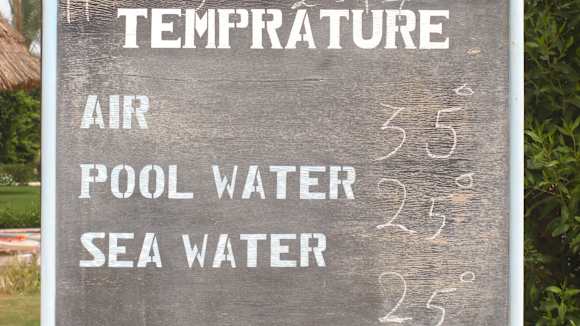 TEMPRATURE
AIR 35°
POOL WATER 25°
SEA WATER 25°